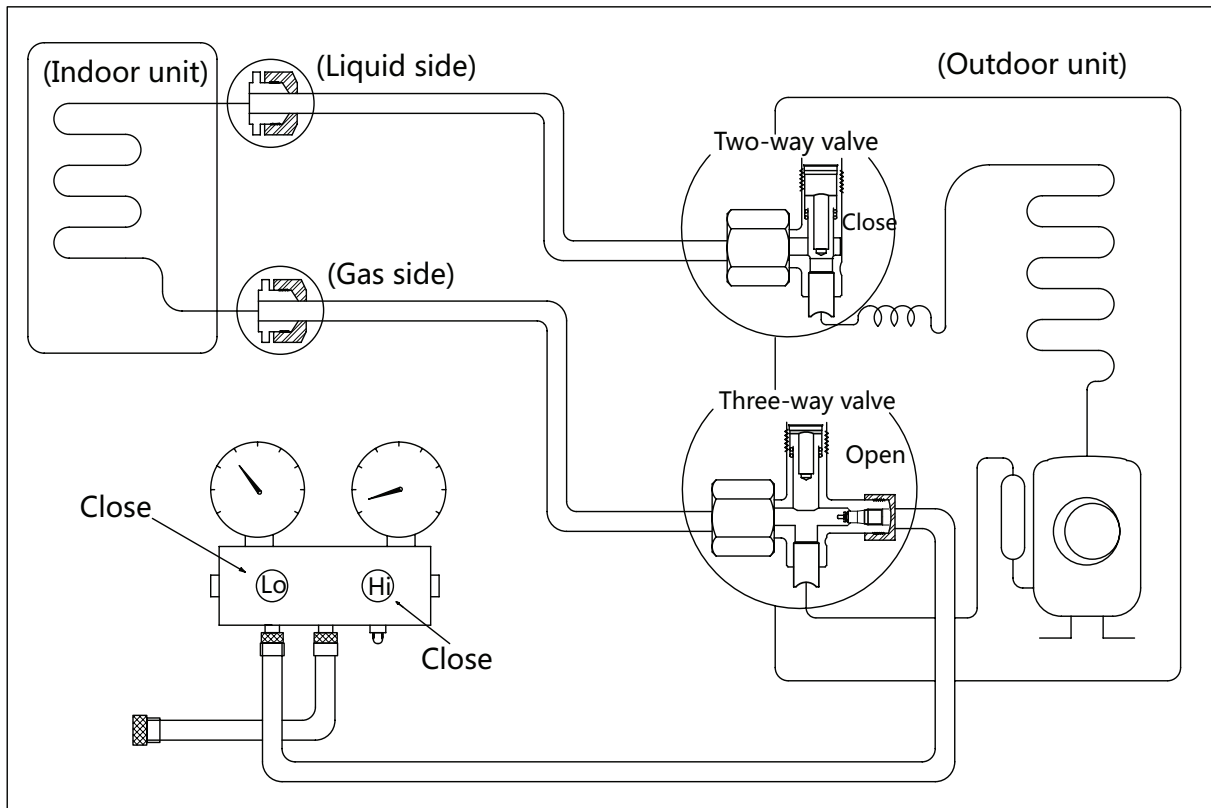 (Indoor unit)
(Liquid side)
(Outdoor unit)
Two-way valve
Close
(Gas side)
Three-way valve
Open
Close
Lo
Hi
Close